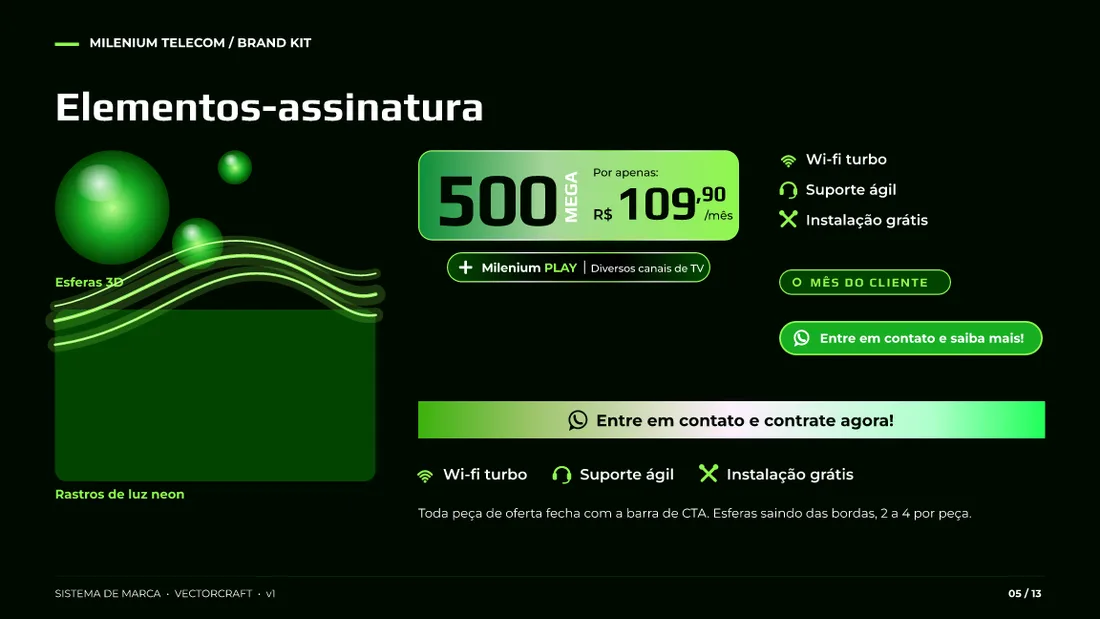 MILENIUM TELECOM / BRAND KIT
Elementos-assinatura
Esferas 3D
Rastros de luz neon
500 MEGA
Por apenas:
R$ 109,90
/mês
Milenium PLAY | Diversos canais de TV
Wi-fi turbo
Suporte ágil
Instalação grátis
MÊS DO CLIENTE
Entre em contato e saiba mais!
Entre em contato e contrate agora!
Wi-fi turbo Suporte ágil Instalação grátis
Toda peça de oferta fecha com a barra de CTA. Esferas saindo das bordas, 2 a 4 por peça.
SISTEMA DE MARCA · VECTORCRAFT · v1
05 / 13